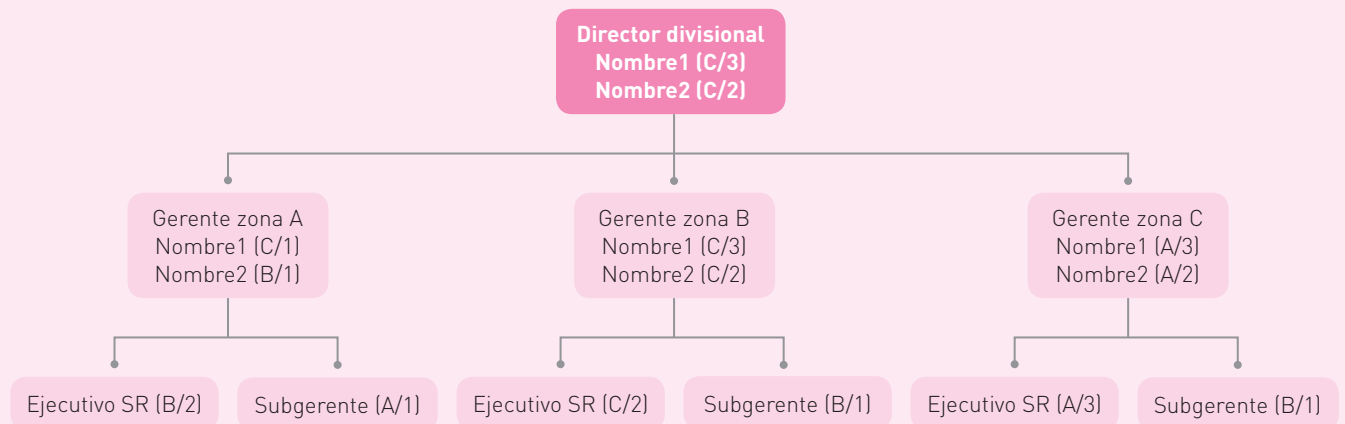 Director divisional
Nombre1 (C/3)
Nombre2 (C/2)
Gerente zona A
Nombre1 (C/1)
Nombre2 (B/1)
Gerente zona B
Nombre1 (C/3)
Nombre2 (C/2)
Gerente zona C
Nombre1 (A/3)
Nombre2 (A/2)
Ejecutivo SR (B/2)
Subgerente (A/1)
Ejecutivo SR (C/2)
Subgerente (B/1)
Ejecutivo SR (A/3)
Subgerente (B/1)